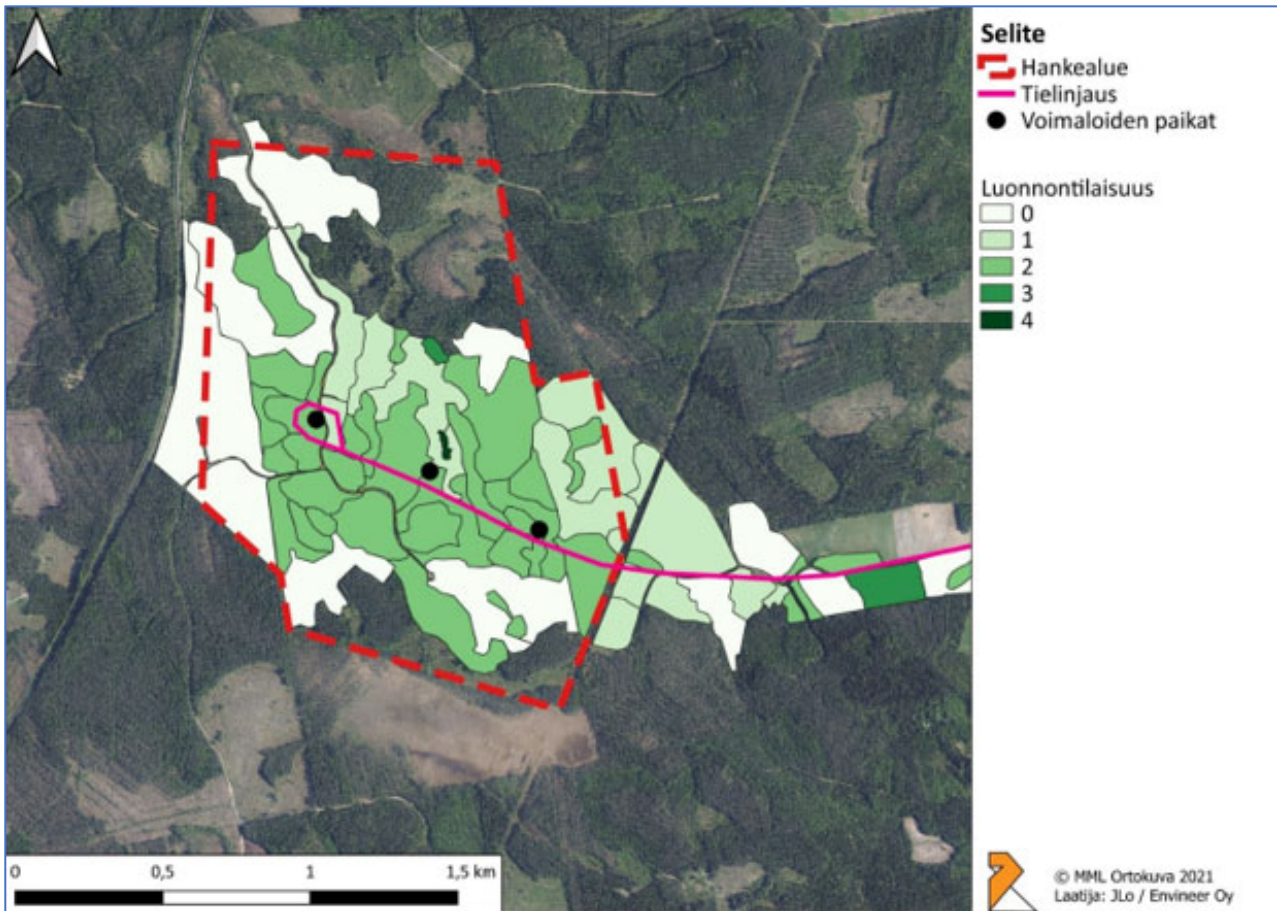 Selite
Hankealue
Tielinjaus
Voimaloiden paikat
Luonnontilaisuus
0
1
2
3
4
0 0,5 1 1,5 km
© MML Ortokuva 2021
Laatija: JLo / Envineer Oy